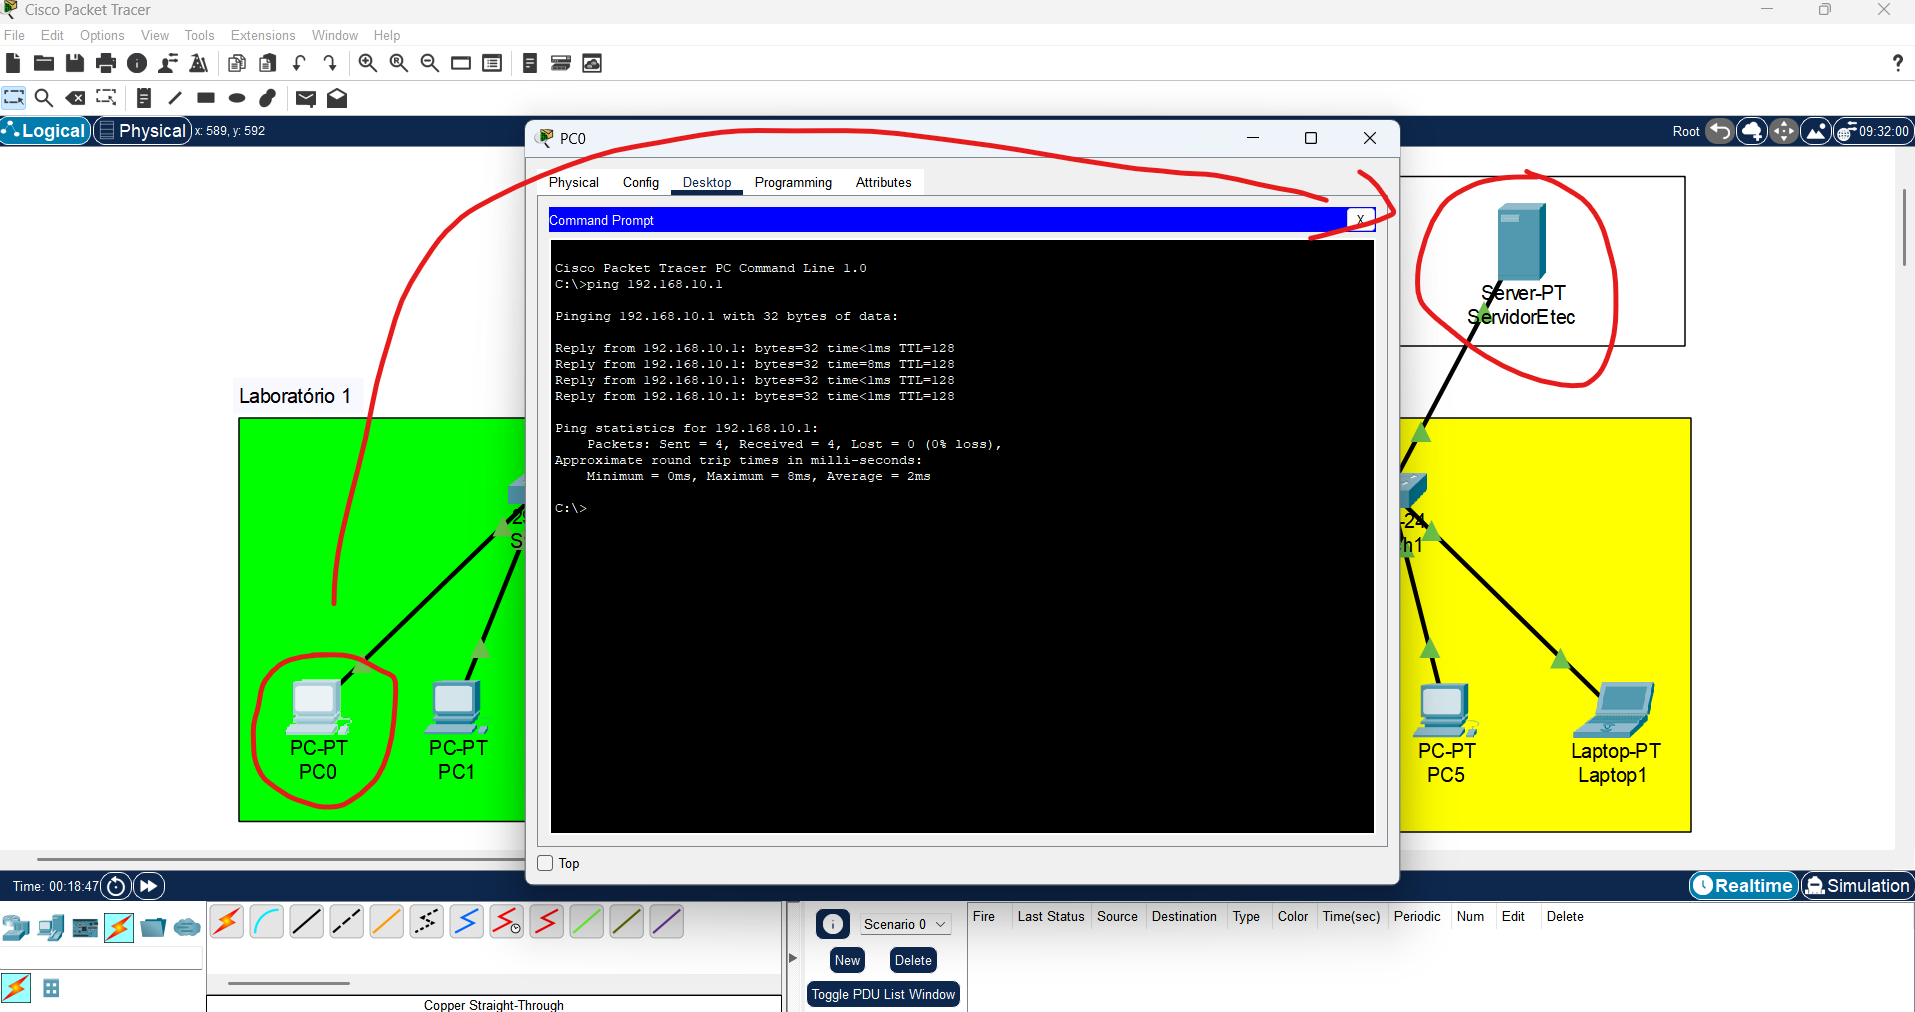 Cisco Packet Tracer
File Edit Options View Tools Extensions Window Help
Logical Physical x: 589, y: 592
Root 09:32:00
PC0
Physical Config Desktop Programming Attributes
Command Prompt
X
Cisco Packet Tracer PC Command Line 1.0
C:\>ping 192.168.10.1
Pinging 192.168.10.1 with 32 bytes of data:
Reply from 192.168.10.1: bytes=32 time<1ms TTL=128
Reply from 192.168.10.1: bytes=32 time=8ms TTL=128
Reply from 192.168.10.1: bytes=32 time<1ms TTL=128
Reply from 192.168.10.1: bytes=32 time<1ms TTL=128
Ping statistics for 192.168.10.1:
Packets: Sent = 4, Received = 4, Lost = 0 (0% loss),
Approximate round trip times in milli-seconds:
Minimum = 0ms, Maximum = 8ms, Average = 2ms
C:\>
Top
Server-PT
ServidorEtec
Laboratório 1
29
S
-24
h1
PC-PT
PC0
PC-PT
PC1
PC-PT
PC5
Laptop-PT
Laptop1
Time: 00:18:47
Realtime Simulation
Scenario 0
New Delete
Toggle PDU List Window
Fire Last Status Source Destination Type Color Time(sec) Periodic Num Edit Delete
Copper Straight-Through